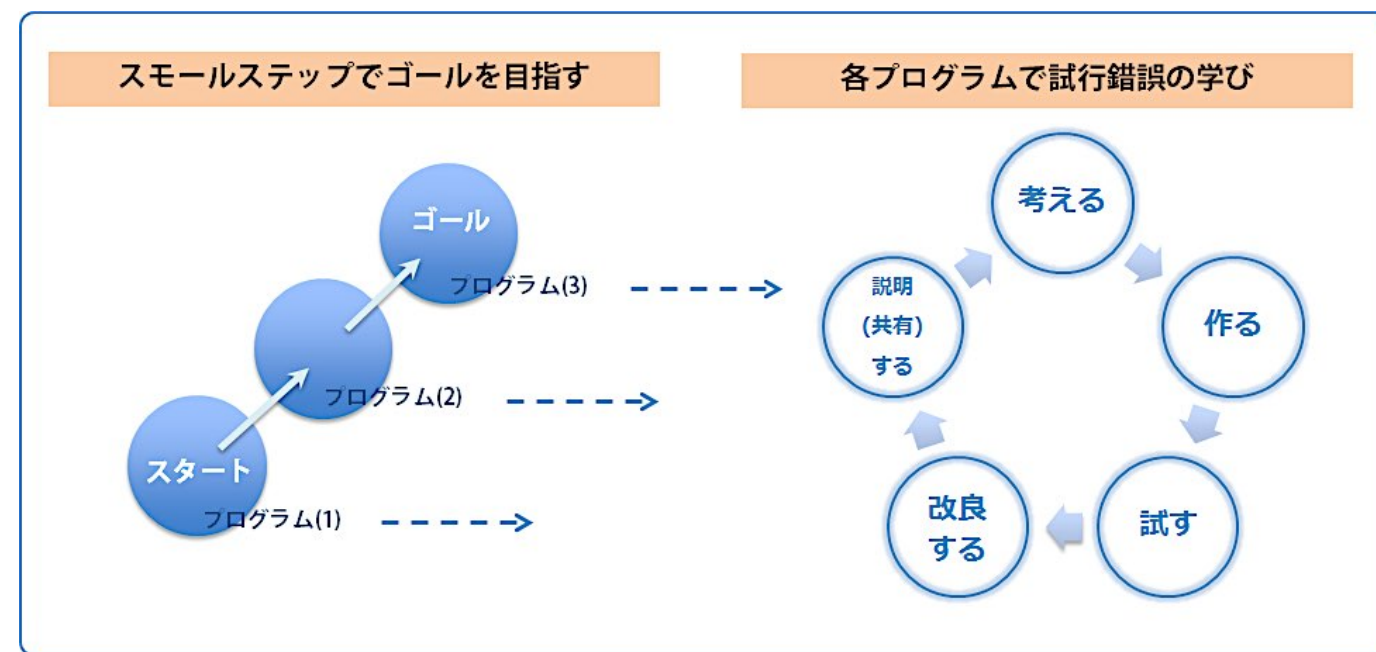 スモールステップでゴールを目指す
ゴール
プログラム(3)
プログラム(2)
スタート
プログラム(1)
各プログラムで試行錯誤の学び
考える
作る
試す
改良
する
説明
(共有)
する